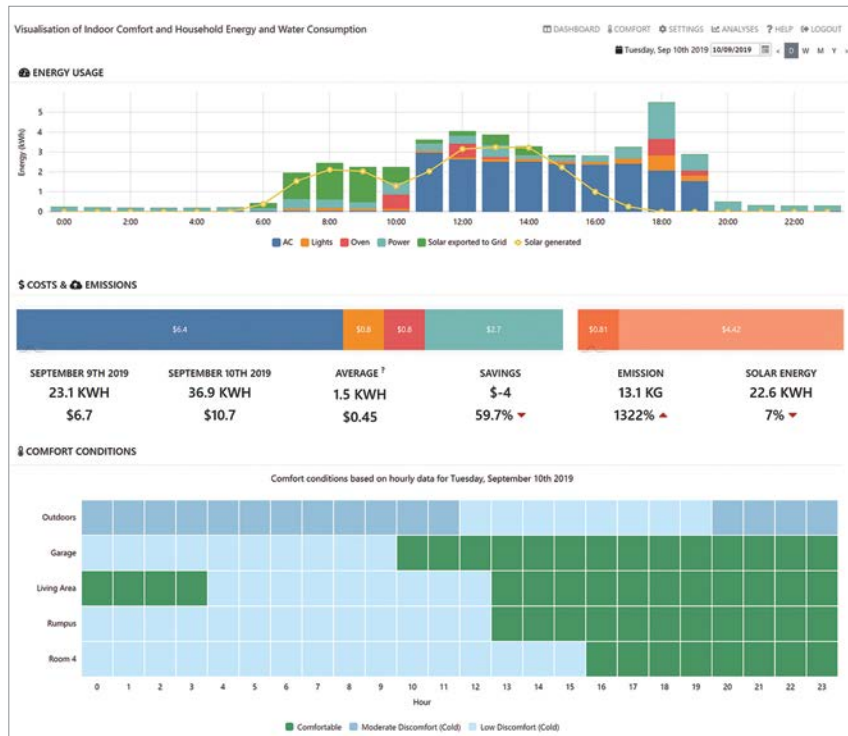 Visualisation of Indoor Comfort and Household Energy and Water Consumption
DASHBOARD COMFORT SETTINGS ANALYSES ? HELP LOGOUT
Tuesday, Sep 10th 2019 10/09/2019 « D W M Y »
ENERGY USAGE
Energy (kWh)
5
4
3
2
1
0
0:00 2:00 4:00 6:00 8:00 10:00 12:00 14:00 16:00 18:00 20:00 22:00
AC Lights Oven Power Solar exported to Grid Solar generated
$ COSTS & EMISSIONS
$6.4 $0.8 $0.8 $2.7 $0.81 $4.42
SEPTEMBER 9TH 2019 SEPTEMBER 10TH 2019 AVERAGE ? SAVINGS EMISSION SOLAR ENERGY
23.1 KWH 36.9 KWH 1.5 KWH $-4 13.1 KG 22.6 KWH
$6.7 $10.7 $0.45 59.7% 1322% 7%
COMFORT CONDITIONS
Comfort conditions based on hourly data for Tuesday, September 10th 2019
Outdoors
Garage
Living Area
Rumpus
Room 4
0 1 2 3 4 5 6 7 8 9 10 11 12 13 14 15 16 17 18 19 20 21 22 23
Hour
Comfortable Moderate Discomfort (Cold) Low Discomfort (Cold)